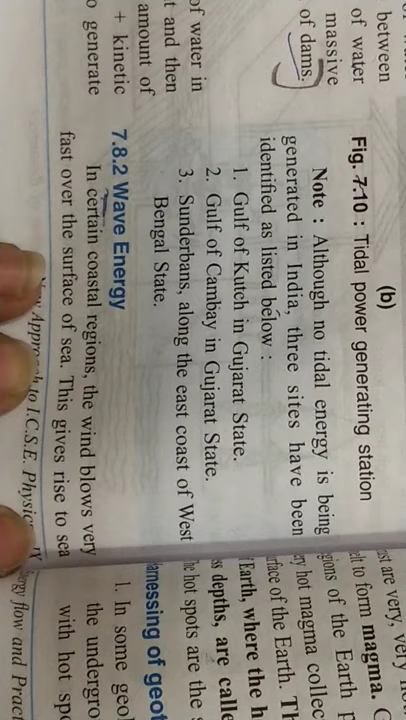 between
of water
massive
of dams.
of water in
t and then
amount of
+ kinetic
o generate
(b)
Fig. 7.10 : Tidal power generating station
Note : Although no tidal energy is being
generated in India, three sites have been
identified as listed below :
1. Gulf of Kutch in Gujarat State.
2. Gulf of Cambay in Gujarat State.
3. Sunderbans, along the east coast of West
Bengal State.
7.8.2 Wave Energy
In certain coastal regions, the wind blows very
fast over the surface of sea. This gives rise to sea
Approach to I.C.S.E. Physics
are very, very
to form magma.
of the Earth
hot magma collec
face of the Earth.
Earth, where the h
depths, are calle
hot spots are the
amessing of geot
1. In some geol
the undergro
with hot spo
flow and Pract